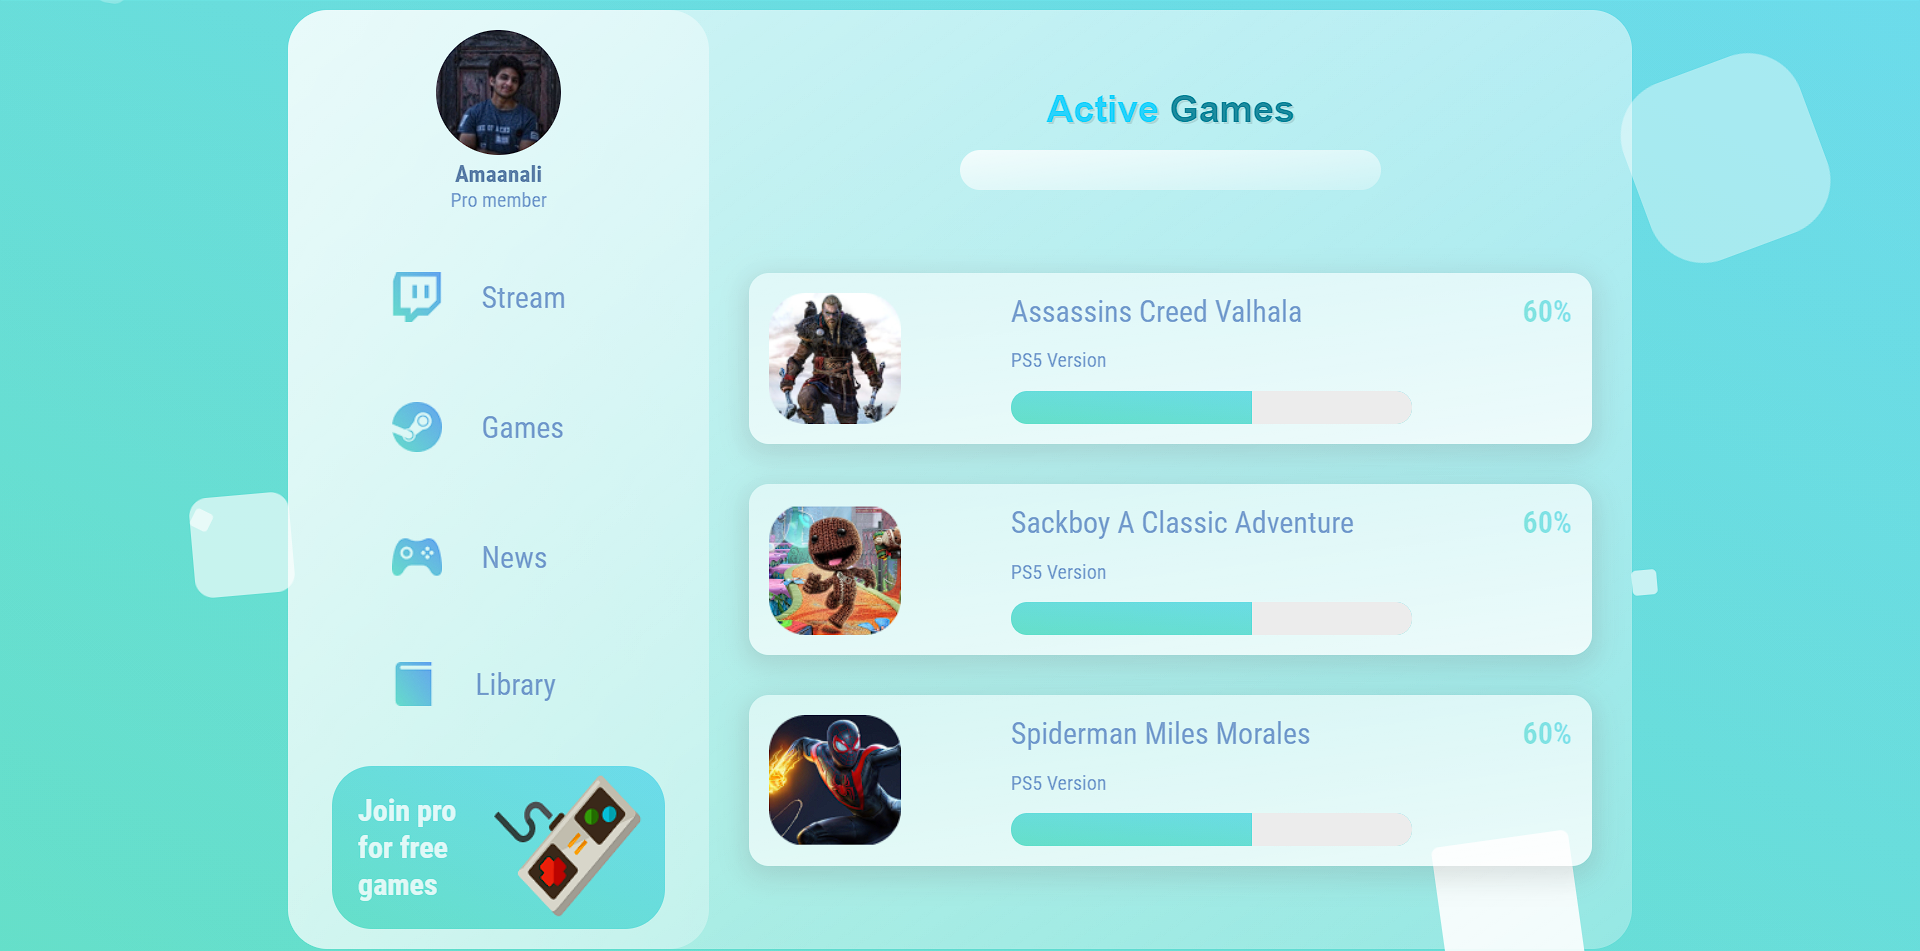 Amaanali
Pro member
Stream
Games
News
Library
Join pro
for free
games
Active Games
Assassins Creed Valhala
60%
PS5 Version
Sackboy A Classic Adventure
60%
PS5 Version
Spiderman Miles Morales
60%
PS5 Version